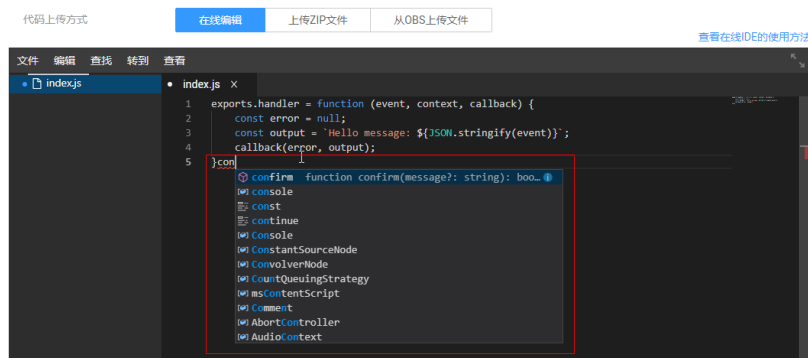 代码上传方式 在线编辑 上传ZIP文件 从OBS上传文件
查看在线IDE的使用方法
文件 编辑 查找 转到 查看
index.js index.js ×
1 exports.handler = function (event, context, callback) {
2 const error = null;
3 const output = `Hello message: ${JSON.stringify(event)}`;
4 callback(error, output);
5 }con
confirm function confirm(message?: string): boo…
console
const
continue
Console
ConstantSourceNode
ConvolverNode
CountQueuingStrategy
msContentScript
Comment
AbortController
AudioContext